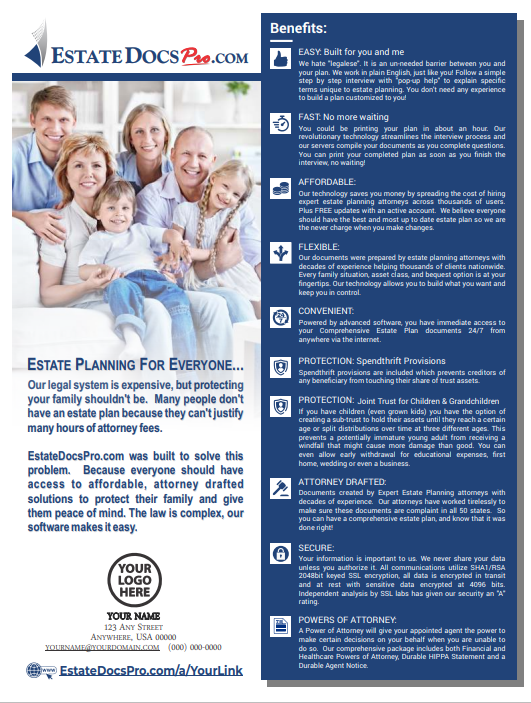 ESTATEDOCSPro.COM
ESTATE PLANNING FOR EVERYONE...
Our legal system is expensive, but protecting
your family shouldn't be. Many people don't
have an estate plan because they can't justify
many hours of attorney fees.
EstateDocsPro.com was built to solve this
problem. Because everyone should have
access to affordable, attorney drafted
solutions to protect their family and give
them peace of mind. The law is complex, our
software makes it easy.
YOUR
LOGO
HERE
YOUR NAME
123 ANY STREET
ANYWHERE, USA 00000
YOURNAME@YOURDOMAIN.COM (000) 000-0000
WWW
EstateDocsPro.com/a/YourLink
Benefits:
EASY: Built for you and me
We hate "legalese". It is an un-needed barrier between you and
your plan. We work in plain English, just like you! Follow a simple
step by step interview with "pop-up help" to explain specific
terms unique to estate planning. You don't need any experience
to build a plan customized to you!
FAST: No more waiting
You could be printing your plan in about an hour. Our
revolutionary technology streamlines the interview process and
our servers compile your documents as you complete questions.
You can print your completed plan as soon as you finish the
interview, no waiting!
AFFORDABLE:
Our technology saves you money by spreading the cost of hiring
expert estate planning attorneys across thousands of users.
Plus FREE updates with an active account. We believe everyone
should have the best and most up to date estate plan so we are
the never charge when you make changes.
FLEXIBLE:
Our documents were prepared by estate planning attorneys with
decades of experience helping thousands of clients nationwide.
Every family situation, asset class, and bequest option is at your
fingertips. Our technology allows you to build what you want and
keep you in control.
CONVENIENT:
Powered by advanced software, you have immediate access to
your Comprehensive Estate Plan documents 24/7 from
anywhere via the internet.
PROTECTION: Spendthrift Provisions
Spendthrift provisions are included which prevents creditors of
any beneficiary from touching their share of trust assets.
PROTECTION: Joint Trust for Children & Grandchildren
If you have children (even grown kids) you have the option of
creating a sub-trust to hold their assets until they reach a certain
age or split distributions over time at three different ages. This
prevents a potentially immature young adult from receiving a
windfall that might cause more damage than good. You can
even allow early withdrawal for educational expenses, first
home, wedding or even a business.
ATTORNEY DRAFTED:
Documents created by Expert Estate Planning attorneys with
decades of experience. Our attorneys have worked tirelessly to
make sure these documents are complaint in all 50 states. So
you can have a comprehensive estate plan, and know that it was
done right!
SECURE:
Your information is important to us. We never share your data
unless you authorize it. All communications utilize SHA1/RSA
2048bit keyed SSL encryption, all data is encrypted in transit
and at rest with sensitive data encrypted at 4096 bits.
Independent analysis by SSL labs has given our security an "A"
rating.
POWERS OF ATTORNEY:
A Power of Attorney will give your appointed agent the power to
make certain decisions on your behalf when you are unable to
do so. Our comprehensive package includes both Financial and
Healthcare Powers of Attorney, Durable HIPPA Statement and a
Durable Agent Notice.